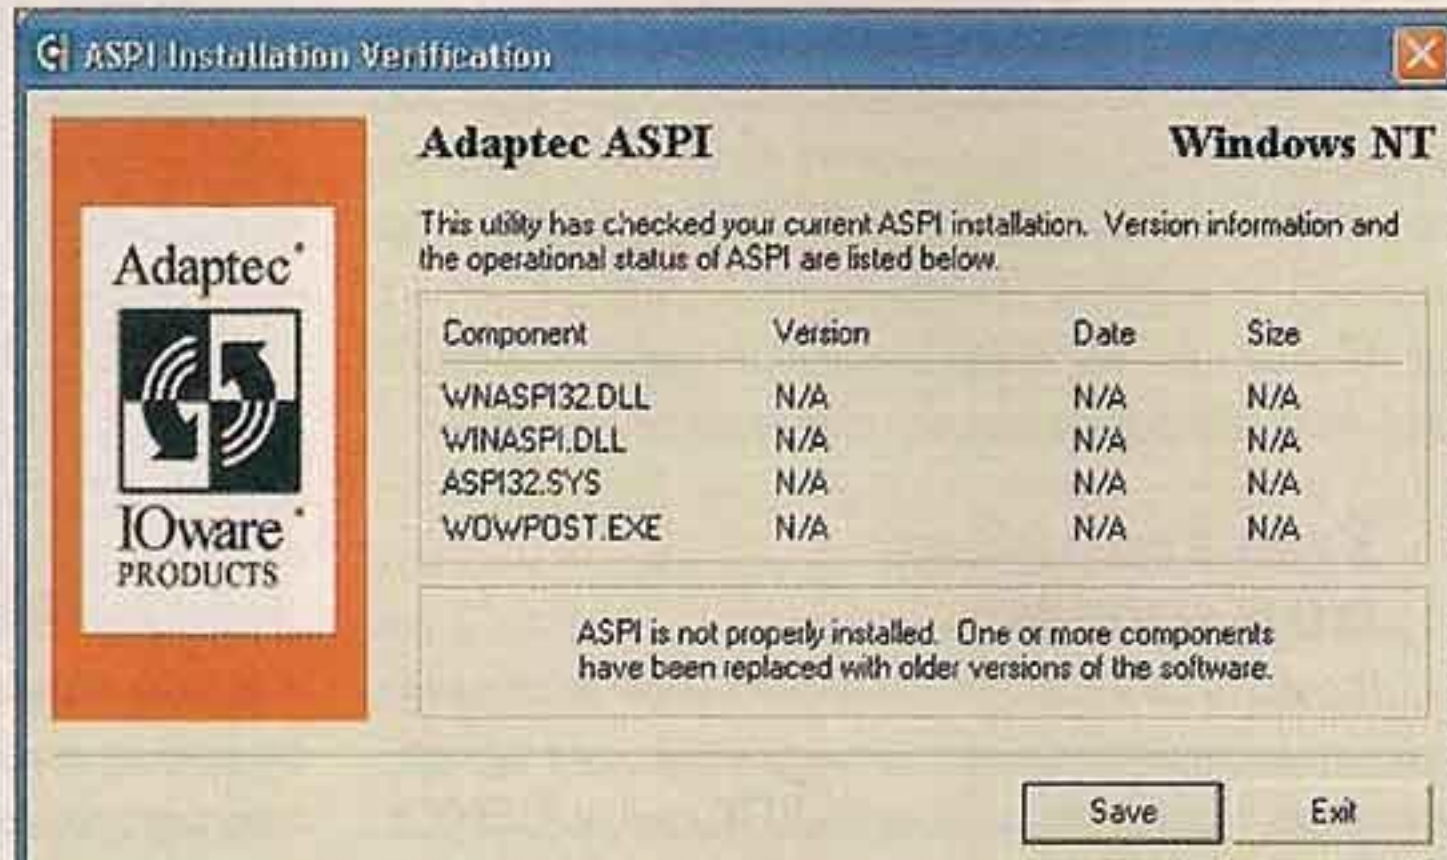 ASPI Installation Verification
Adaptec
IOware
PRODUCTS
Adaptec ASPI
Windows NT
This utility has checked your current ASPI installation. Version information and
the operational status of ASPI are listed below.
Component Version Date Size
WNASPI32.DLL N/A N/A N/A
WINASPI.DLL N/A N/A N/A
ASPI32.SYS N/A N/A N/A
WOWPOST.EXE N/A N/A N/A
ASPI is not properly installed. One or more components
have been replaced with older versions of the software.
Save Exit